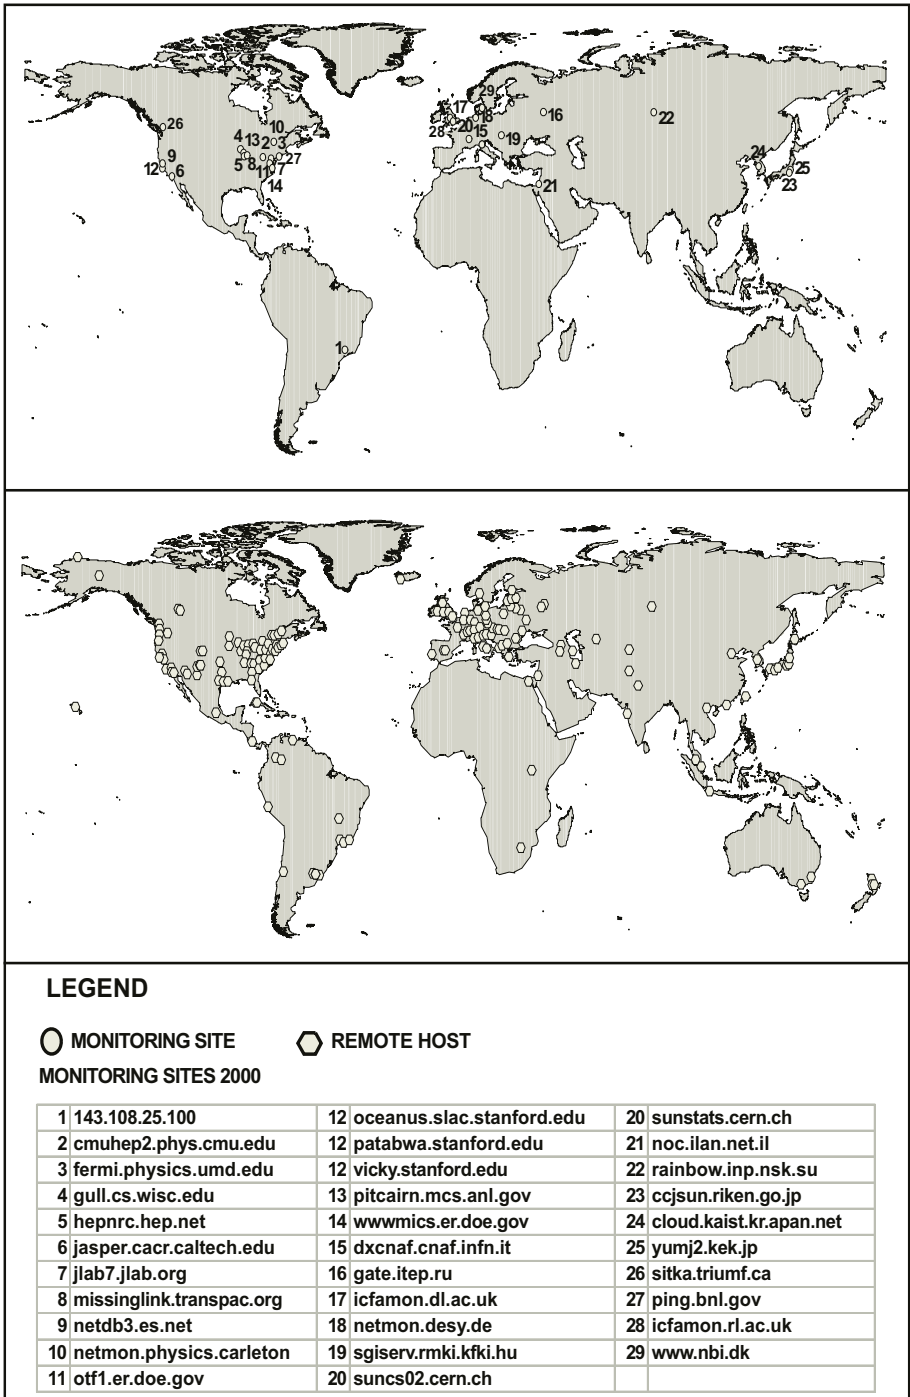 29
17
16
22
18
28
20
15
19
26
10
4
13
2
3
24
9
5
8
11
27
12
6
7
25
14
21
23
1
LEGEND
MONITORING SITE REMOTE HOST
MONITORING SITES 2000
1 143.108.25.100 12 oceanus.slac.stanford.edu 20 sunstats.cern.ch
2 cmuhep2.phys.cmu.edu 12 patabwa.stanford.edu 21 noc.ilan.net.il
3 fermi.physics.umd.edu 12 vicky.stanford.edu 22 rainbow.inp.nsk.su
4 gull.cs.wisc.edu 13 pitcairn.mcs.anl.gov 23 ccjsun.riken.go.jp
5 hepnrc.hep.net 14 wwwmics.er.doe.gov 24 cloud.kaist.kr.apan.net
6 jasper.cacr.caltech.edu 15 dxcnaf.cnaf.infn.it 25 yumj2.kek.jp
7 jlab7.jlab.org 16 gate.itep.ru 26 sitka.triumf.ca
8 missinglink.transpac.org 17 icfamon.dl.ac.uk 27 ping.bnl.gov
9 netdb3.es.net 18 netmon.desy.de 28 icfamon.rl.ac.uk
10 netmon.physics.carleton 19 sgiserv.rmki.kfki.hu 29 www.nbi.dk
11 otf1.er.doe.gov 20 suncs02.cern.ch